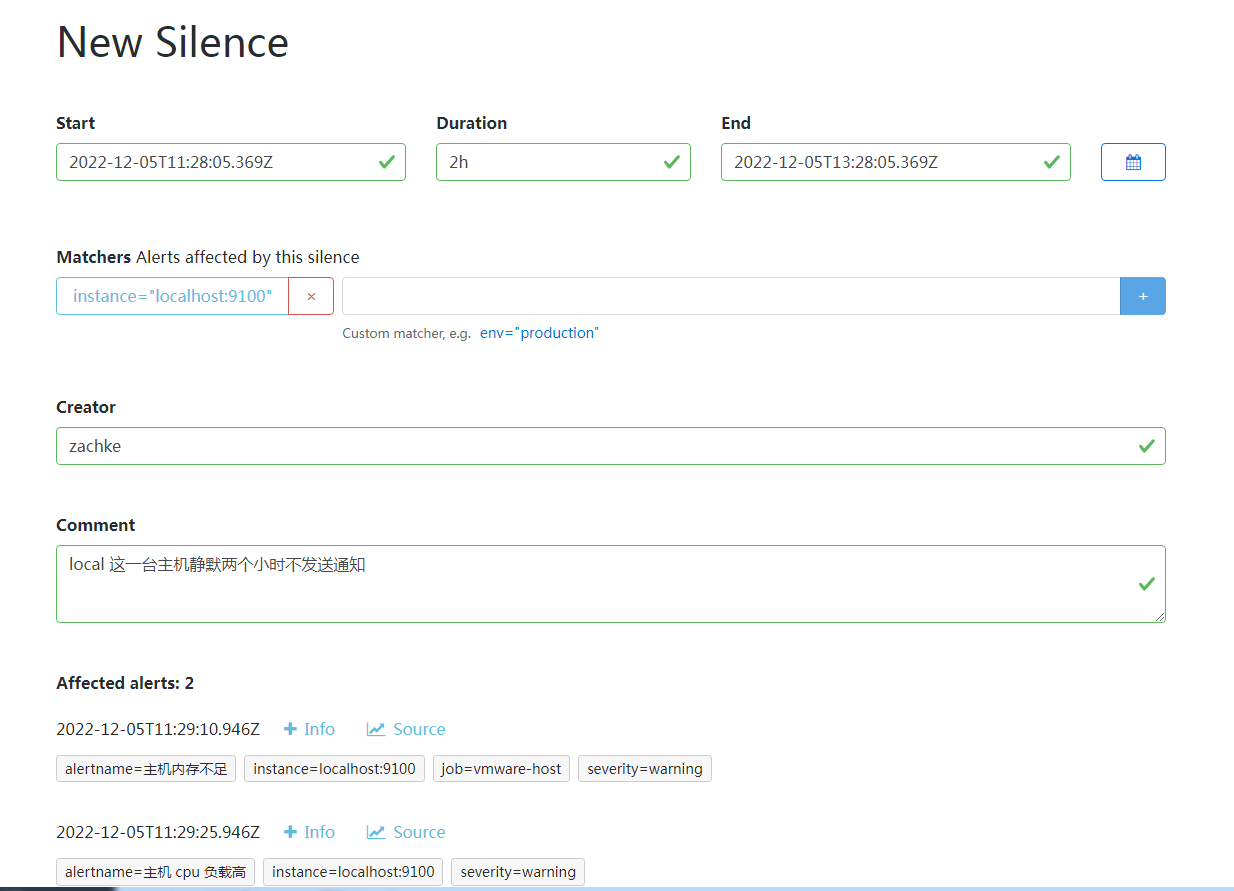 New Silence
Start Duration End
2022-12-05T11:28:05.369Z 2h 2022-12-05T13:28:05.369Z
Matchers Alerts affected by this silence
instance="localhost:9100" × +
Custom matcher, e.g. env="production"
Creator
zachke
Comment
local 这一台主机静默两个小时不发送通知
Affected alerts: 2
2022-12-05T11:29:10.946Z + Info Source
alertname=主机内存不足 instance=localhost:9100 job=vmware-host severity=warning
2022-12-05T11:29:25.946Z + Info Source
alertname=主机 cpu 负载高 instance=localhost:9100 severity=warning